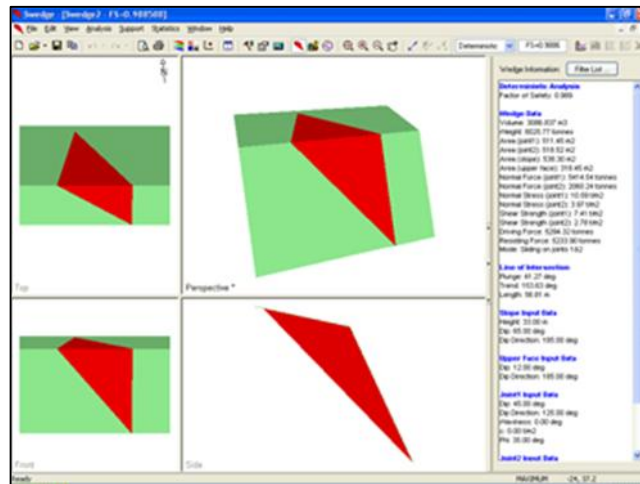 Swedge - [Swedge2 - FS=0.988508]
File Edit View Analysis Support Statistics Window Help
Deterministic FS=0.9885
Wedge Information: Filter List ...
Top
Perspective *
Front
Side
Deterministic Analysis
Factor of Safety: 0.989
Wedge Data
Volume: m3
Weight: tonnes
Area (joint1): 511.45 m2
Area (joint2): 518.52 m2
Area (slope): 538.30 m2
Area (upper face): 318.45 m2
Normal Force (joint1): 5414.54 tonnes
Normal Force (joint2): 2060.24 tonnes
Normal Stress (joint1): 10.59 t/m2
Normal Stress (joint2): 3.97 t/m2
Shear Strength (joint1): 7.41 t/m2
Shear Strength (joint2): 2.78 t/m2
Driving Force: 5294.32 tonnes
Resisting Force: 5233.90 tonnes
Mode: Sliding on joints 1&2
Line of Intersection
Plunge: 41.27 deg
Trend: 153.63 deg
Length: m
Slope Input Data
Height: 33.00 m
Dip: 65.00 deg
Dip Direction: 185.00 deg
Upper Face Input Data
Dip: 12.00 deg
Dip Direction: 185.00 deg
Joint1 Input Data
Dip: 45.00 deg
Dip Direction: 125.00 deg
Waviness: 0.00 deg
c: 0.00 t/m2
Phi: 35.00 deg
Joint2 Input Data
Ready
MAXIMUM -24, 57.2